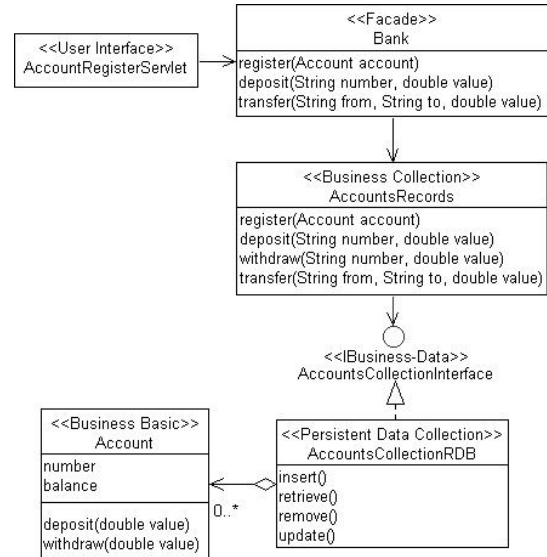 <<Facade>>
Bank
register(Account account)
deposit(String number, double value)
transfer(String from, String to, double value)
<<User Interface>>
AccountRegisterServlet
<<Business Collection>>
AccountsRecords
register(Account account)
deposit(String number, double value)
withdraw(String number, double value)
transfer(String from, String to, double value)
<<IBusiness-Data>>
AccountsCollectionInterface
<<Business Basic>>
Account
number
balance
deposit(double value)
withdraw(double value)
0..*
<<Persistent Data Collection>>
AccountsCollectionRDB
insert()
retrieve()
remove()
update()